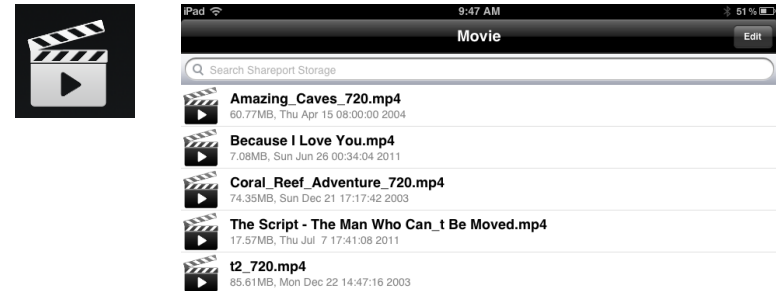 iPad 9:47 AM 51%
Movie Edit
Search Shareport Storage
Amazing_Caves_720.mp4
60.77MB, Thu Apr 15 08:00:00 2004
Because I Love You.mp4
7.08MB, Sun Jun 26 00:34:04 2011
Coral_Reef_Adventure_720.mp4
74.35MB, Sun Dec 21 17:17:42 2003
The Script - The Man Who Can_t Be Moved.mp4
17.57MB, Thu Jul  7 17:41:08 2011
t2_720.mp4
85.61MB, Mon Dec 22 14:47:16 2003